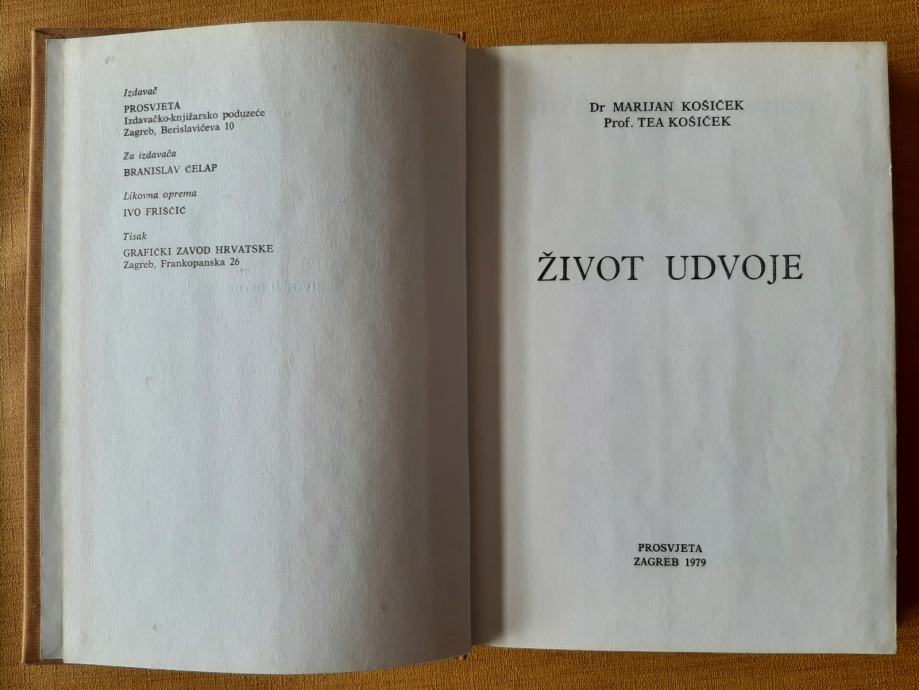 Izdavač
PROSVJETA
Izdavačko-knjižarsko poduzeće
Zagreb, Berislavićeva 10
Za izdavača
BRANISLAV ĆELAP
Likovna oprema
IVO FRIŠČIĆ
Tisak
GRAFIČKI ZAVOD HRVATSKE
Zagreb, Frankopanska 26
Dr MARIJAN KOŠIČEK
Prof. TEA KOŠIČEK
ŽIVOT UDVOJE
PROSVJETA
ZAGREB 1979